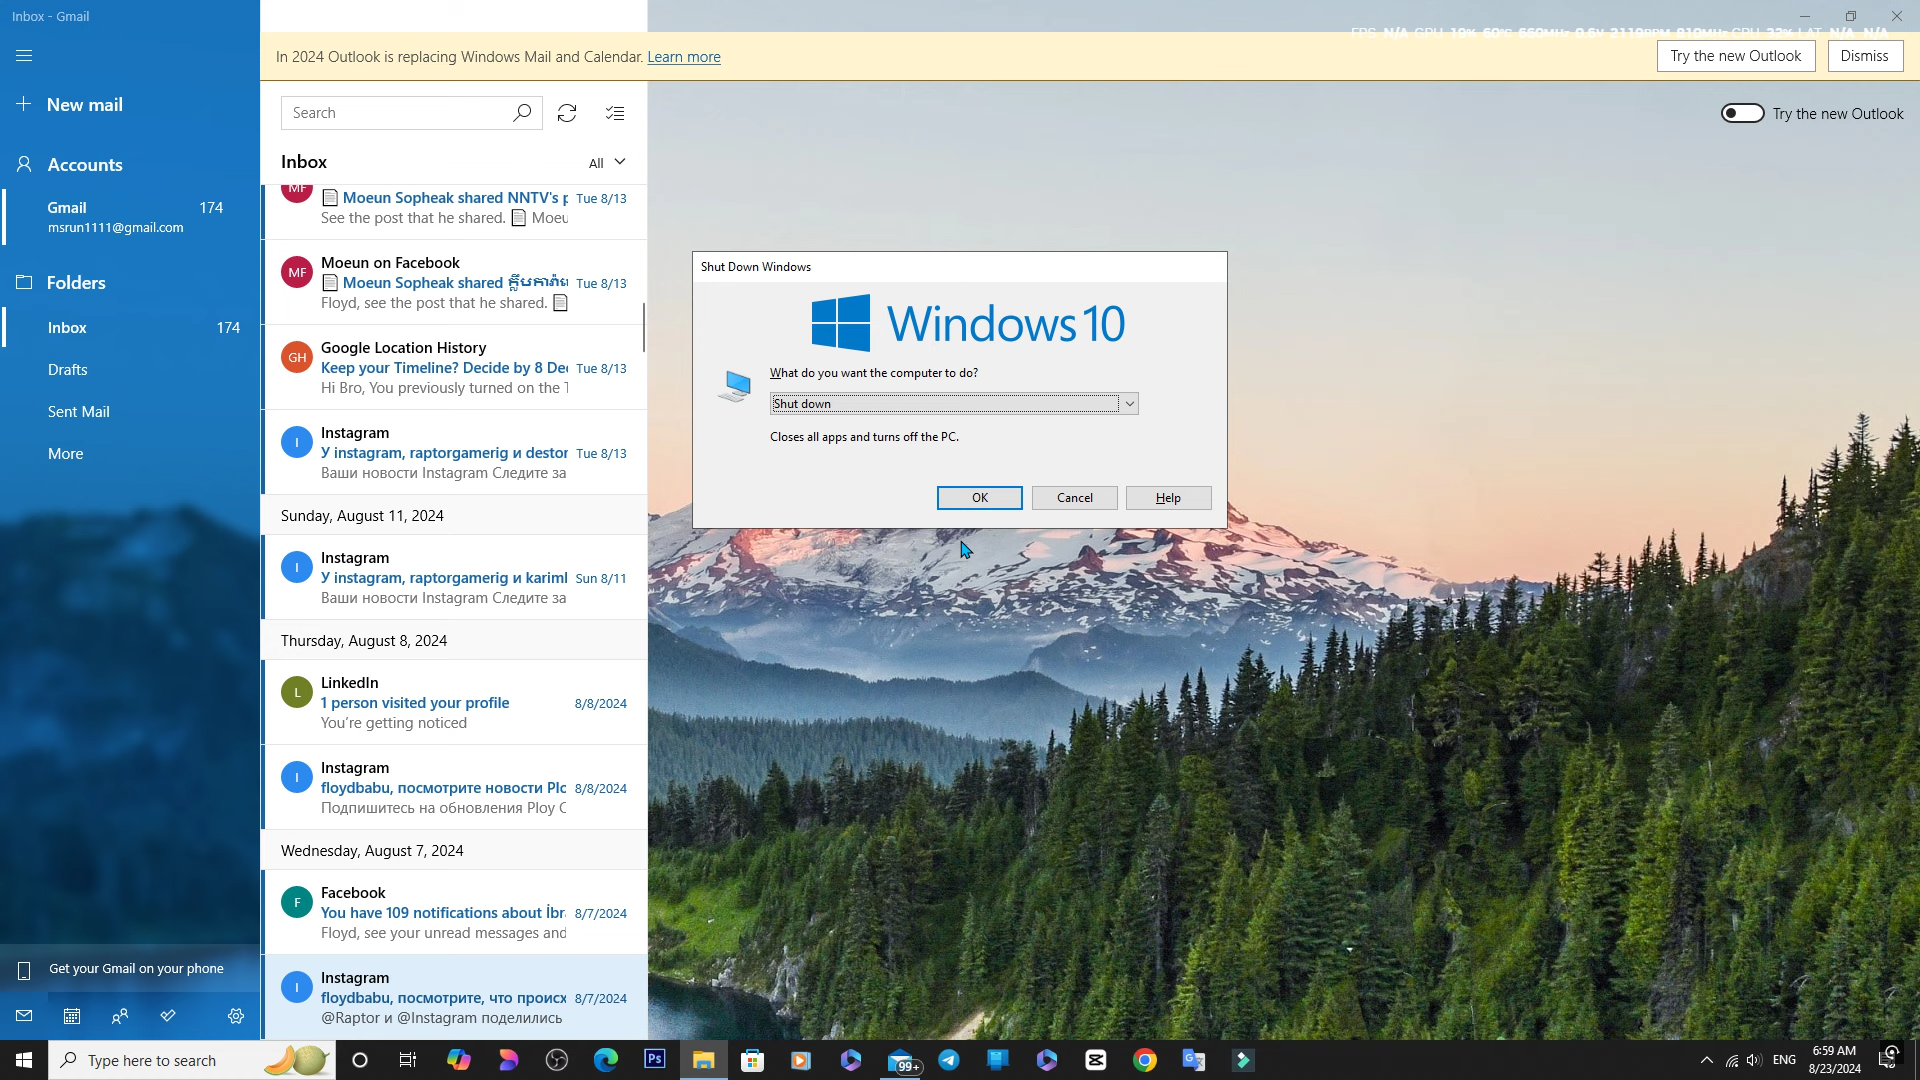 Inbox - Gmail
In 2024 Outlook is replacing Windows Mail and Calendar. Learn more
Try the new Outlook
Dismiss
Try the new Outlook
New mail
Accounts
Gmail 174
msrun1111@gmail.com
Folders
Inbox 174
Drafts
Sent Mail
More
Get your Gmail on your phone
Search
Inbox
All
MF
Moeun Sopheak shared NNTV's p Tue 8/13
See the post that he shared. Moeu
MF
Moeun on Facebook
Moeun Sopheak shared Tue 8/13
Floyd, see the post that he shared.
GH
Google Location History
Keep your Timeline? Decide by 8 Dec Tue 8/13
Hi Bro, You previously turned on the T
I
Instagram
У instagram, raptorgamerig и destor Tue 8/13
Ваши новости Instagram Следите за
Sunday, August 11, 2024
I
Instagram
У instagram, raptorgamerig и kariml Sun 8/11
Ваши новости Instagram Следите за
Thursday, August 8, 2024
L
LinkedIn
1 person visited your profile 8/8/2024
You're getting noticed
I
Instagram
floydbabu, посмотрите новости Plo 8/8/2024
Подпишитесь на обновления Ploy C
Wednesday, August 7, 2024
F
Facebook
You have 109 notifications about İbr 8/7/2024
Floyd, see your unread messages and
I
Instagram
floydbabu, посмотрите, что происх 8/7/2024
@Raptor и @Instagram поделились
Shut Down Windows
Windows 10
What do you want the computer to do?
Shut down
Closes all apps and turns off the PC.
OK
Cancel
Help
Type here to search
Ps
99+
ENG
6:59 AM
8/23/2024